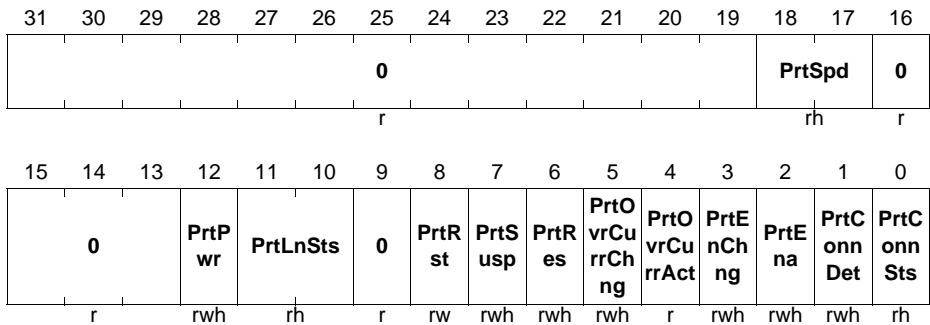 31 30 29 28 27 26 25 24 23 22 21 20 19 18 17 16
0 PrtSpd 0
r rh r
15 14 13 12 11 10 9 8 7 6 5 4 3 2 1 0
0 PrtP
wr PrtLnSts 0 PrtR
st PrtS
usp PrtR
es PrtO
vrCu
rrCh
ng PrtO
vrCu
rrAct PrtE
nCh
ng PrtE
na PrtC
onn
Det PrtC
onn
Sts
r rwh rh r rw rwh rwh rwh r rwh rwh rwh rh